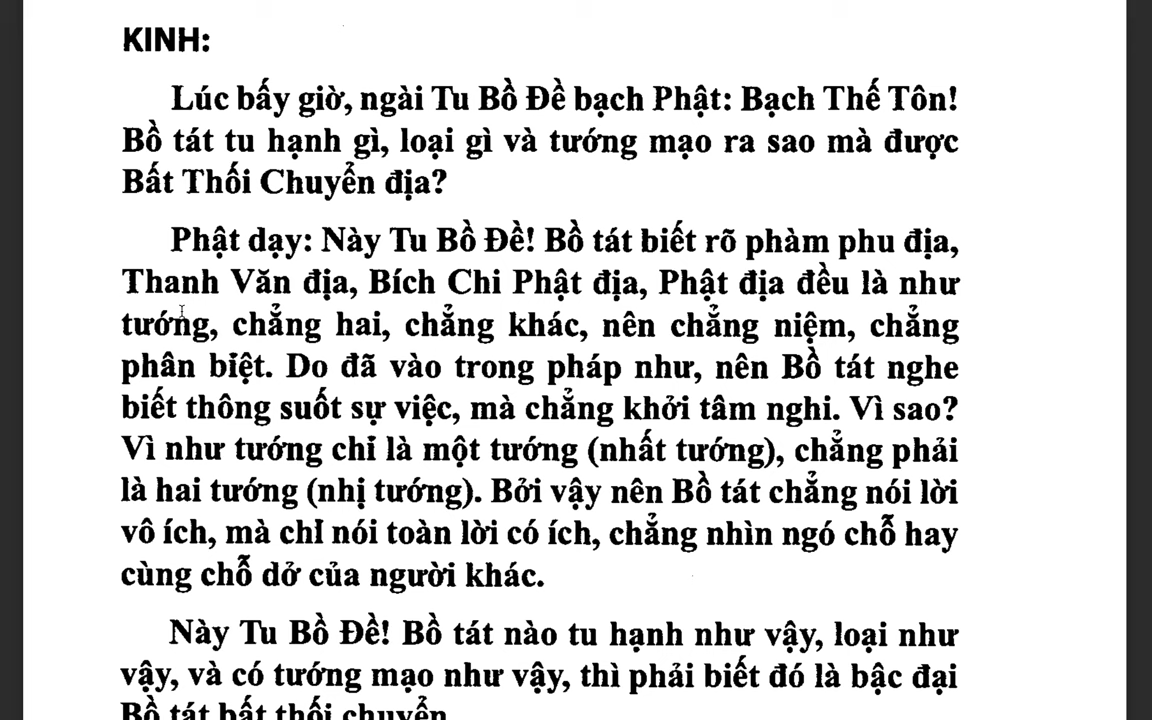 KINH:
Lúc bấy giờ, ngài Tu Bồ Đề bạch Phật: Bạch Thế Tôn!
Bồ tát tu hạnh gì, loại gì và tướng mạo ra sao mà được
Bất Thối Chuyển địa?
Phật dạy: Này Tu Bồ Đề! Bồ tát biết rõ phàm phu địa,
Thanh Văn địa, Bích Chi Phật địa, Phật địa đều là như
tướng, chẳng hai, chẳng khác, nên chẳng niệm, chẳng
phân biệt. Do đã vào trong pháp như, nên Bồ tát nghe
biết thông suốt sự việc, mà chẳng khởi tâm nghi. Vì sao?
Vì như tướng chỉ là một tướng (nhất tướng), chẳng phải
là hai tướng (nhị tướng). Bởi vậy nên Bồ tát chẳng nói lời
vô ích, mà chỉ nói toàn lời có ích, chẳng nhìn ngó chỗ hay
cùng chỗ dở của người khác.
Này Tu Bồ Đề! Bồ tát nào tu hạnh như vậy, loại như
vậy, và có tướng mạo như vậy, thì phải biết đó là bậc đại
Bồ tát bất thối chuyển